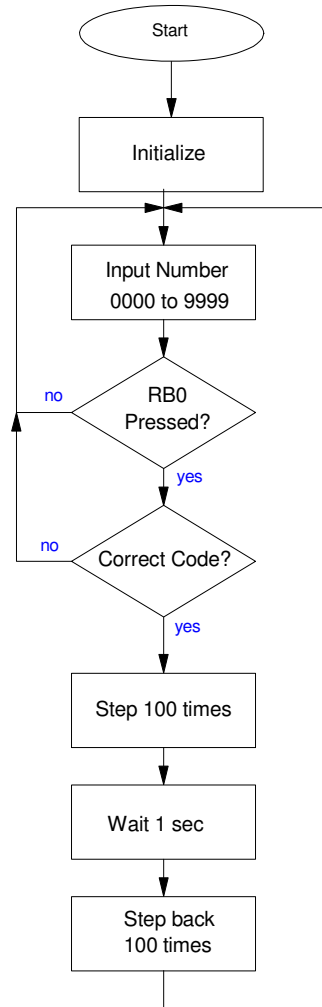 Start
Initialize
Input Number
0000 to 9999
RB0
Pressed?
no
yes
Correct Code?
no
yes
Step 100 times
Wait 1 sec
Step back
100 times